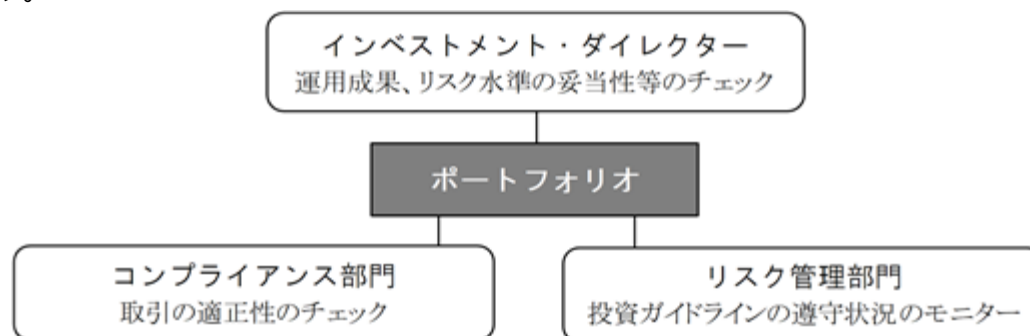 す。
インベストメント・ダイレクター
運用成果、リスク水準の妥当性等のチェック
ポートフォリオ
コンプライアンス部門
取引の適正性のチェック
リスク管理部門
投資ガイドラインの遵守状況のモニター